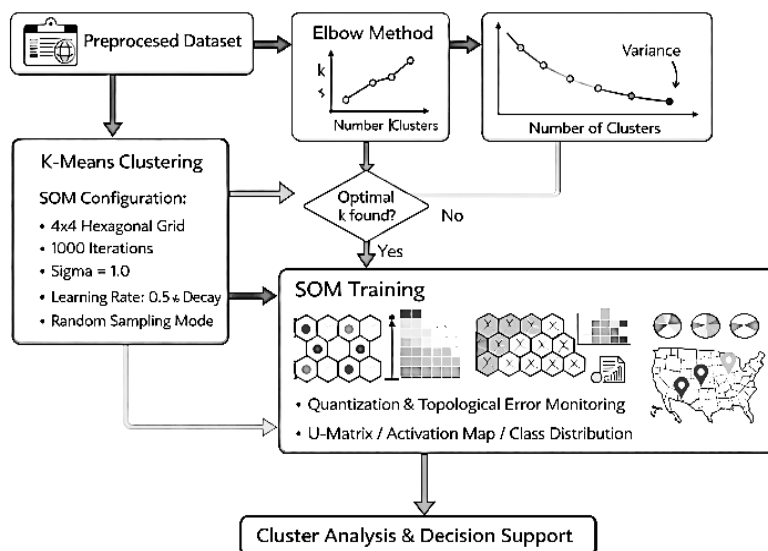 Preprocesed Dataset
Elbow Method
k
Number Clusters
Variance
Number of Clusters
K-Means Clustering
SOM Configuration:
• 4x4 Hexagonal Grid
• 1000 Iterations
• Sigma = 1.0
• Learning Rate: 0.5 & Decay
• Random Sampling Mode
Optimal
k found?
No
Yes
SOM Training
• Quantization & Topological Error Monitoring
• U-Matrix / Activation Map / Class Distribution
Cluster Analysis & Decision Support